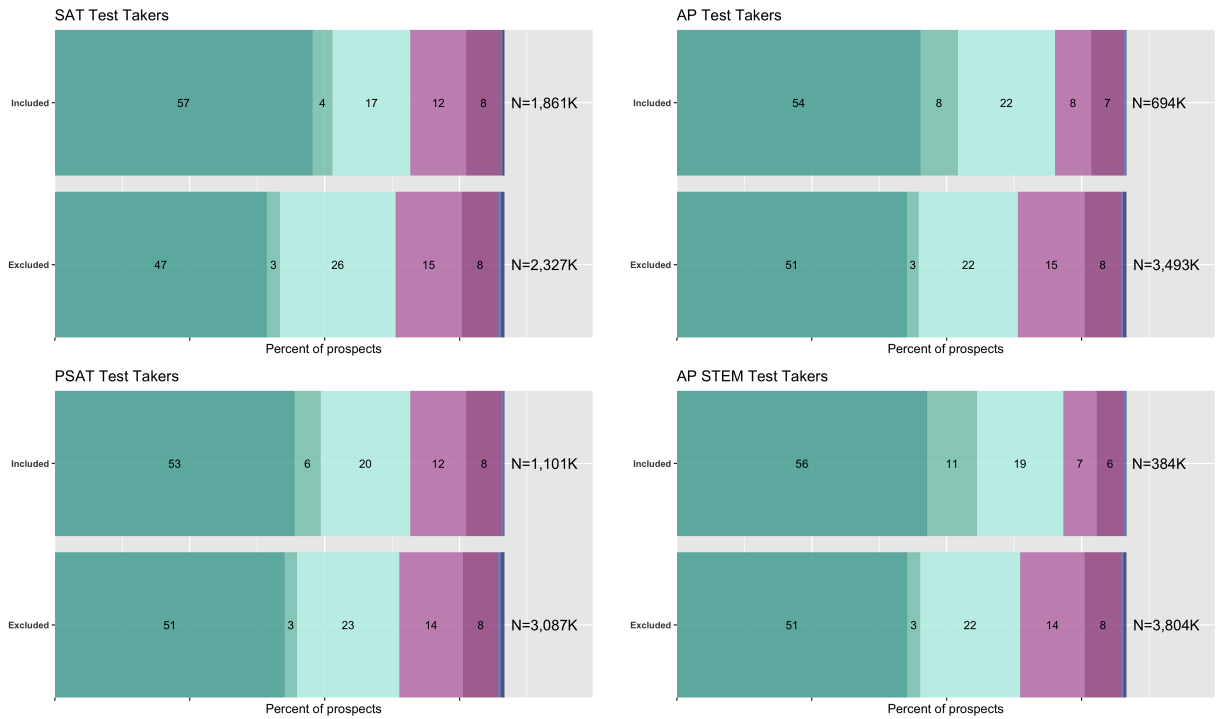 SAT Test Takers
Included
57 4 17 12 8 N=1,861K
Excluded
47 3 26 15 8 N=2,327K
Percent of prospects
AP Test Takers
54 8 22 8 7 N=694K
51 3 22 15 8 N=3,493K
Percent of prospects
PSAT Test Takers
Included
53 6 20 12 8 N=1,101K
Excluded
51 3 23 14 8 N=3,087K
Percent of prospects
AP STEM Test Takers
Included
56 11 19 7 6 N=384K
Excluded
51 3 22 14 8 N=3,804K
Percent of prospects